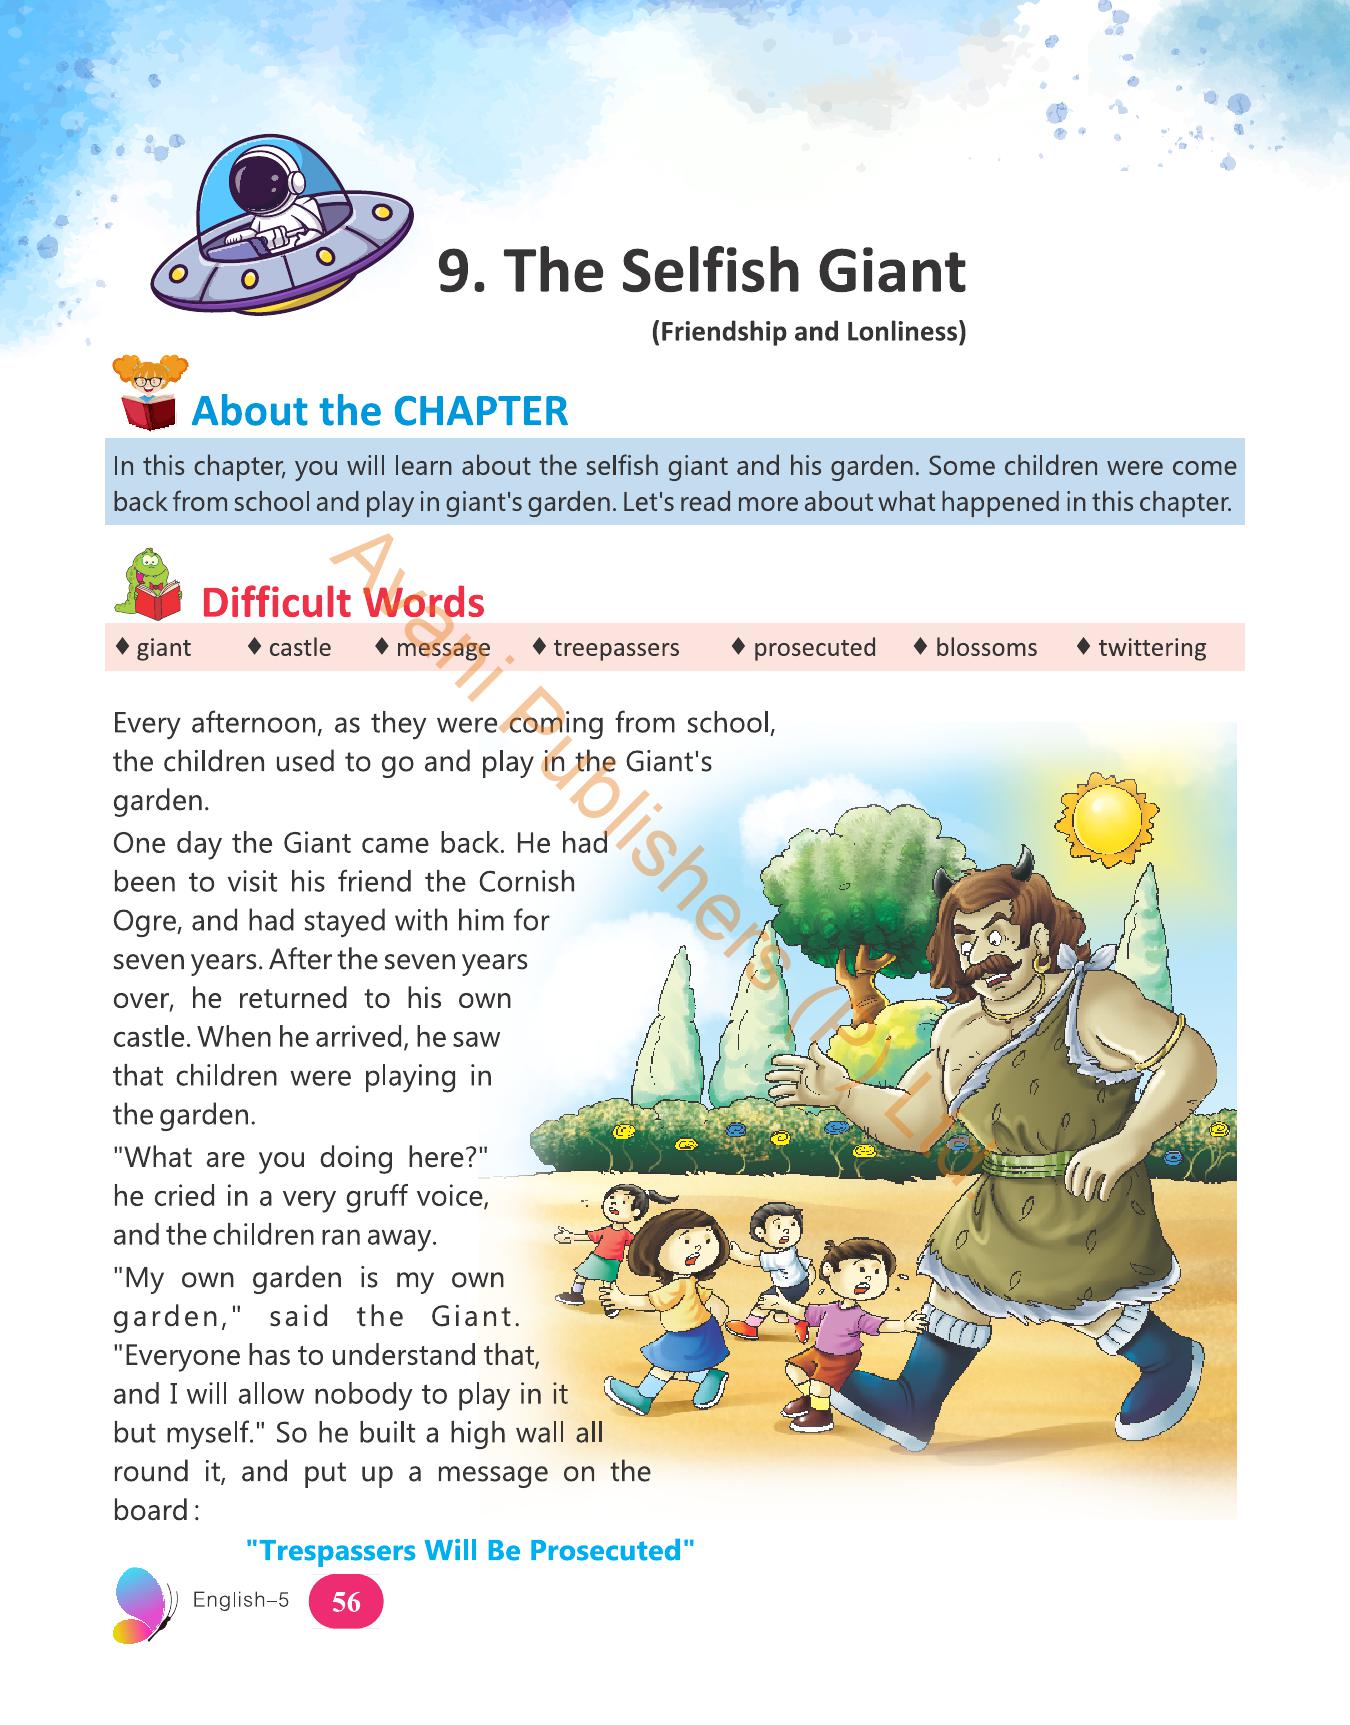 9. The Selfish Giant
(Friendship and Lonliness)
About the CHAPTER
In this chapter, you will learn about the selfish giant and his garden. Some children were come
back from school and play in giant's garden. Let's read more about what happened in this chapter.
Difficult Words
♦ giant ♦ castle ♦ message ♦ treepassers ♦ prosecuted ♦ blossoms ♦ twittering
Every afternoon, as they were coming from school,
the children used to go and play in the Giant's
garden.
One day the Giant came back. He had
been to visit his friend the Cornish
Ogre, and had stayed with him for
seven years. After the seven years
over, he returned to his own
castle. When he arrived, he saw
that children were playing in
the garden.
"What are you doing here?"
he cried in a very gruff voice,
and the children ran away.
"My own garden is my own
garden," said the Giant.
"Everyone has to understand that,
and I will allow nobody to play in it
but myself." So he built a high wall all
round it, and put up a message on the
board :
"Trespassers Will Be Prosecuted"
English–5 56
Avani Publishers (P) Ltd.